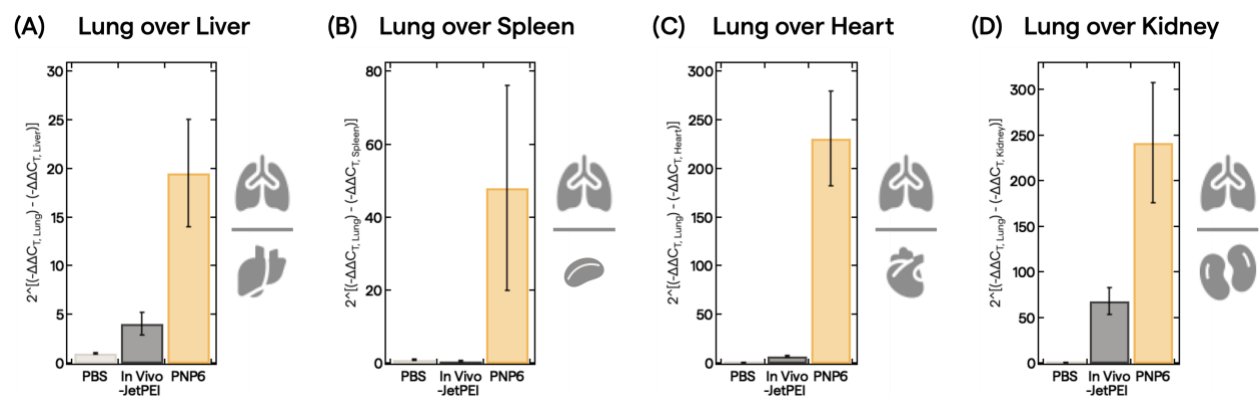 (A) Lung over Liver
2^[(-ΔΔC_T, Lung) - (-ΔΔC_T, Liver)]
30
25
20
15
10
5
0
PBS In Vivo -JetPEI PNP6
(B) Lung over Spleen
2^[(-ΔΔC_T, Lung) - (-ΔΔC_T, Spleen)]
80
60
40
20
0
PBS In Vivo -JetPEI PNP6
(C) Lung over Heart
2^[(-ΔΔC_T, Lung) - (-ΔΔC_T, Heart)]
300
250
200
150
100
50
0
PBS In Vivo -JetPEI PNP6
(D) Lung over Kidney
2^[(-ΔΔC_T, Lung) - (-ΔΔC_T, Kidney)]
300
250
200
150
100
50
0
PBS In Vivo -JetPEI PNP6